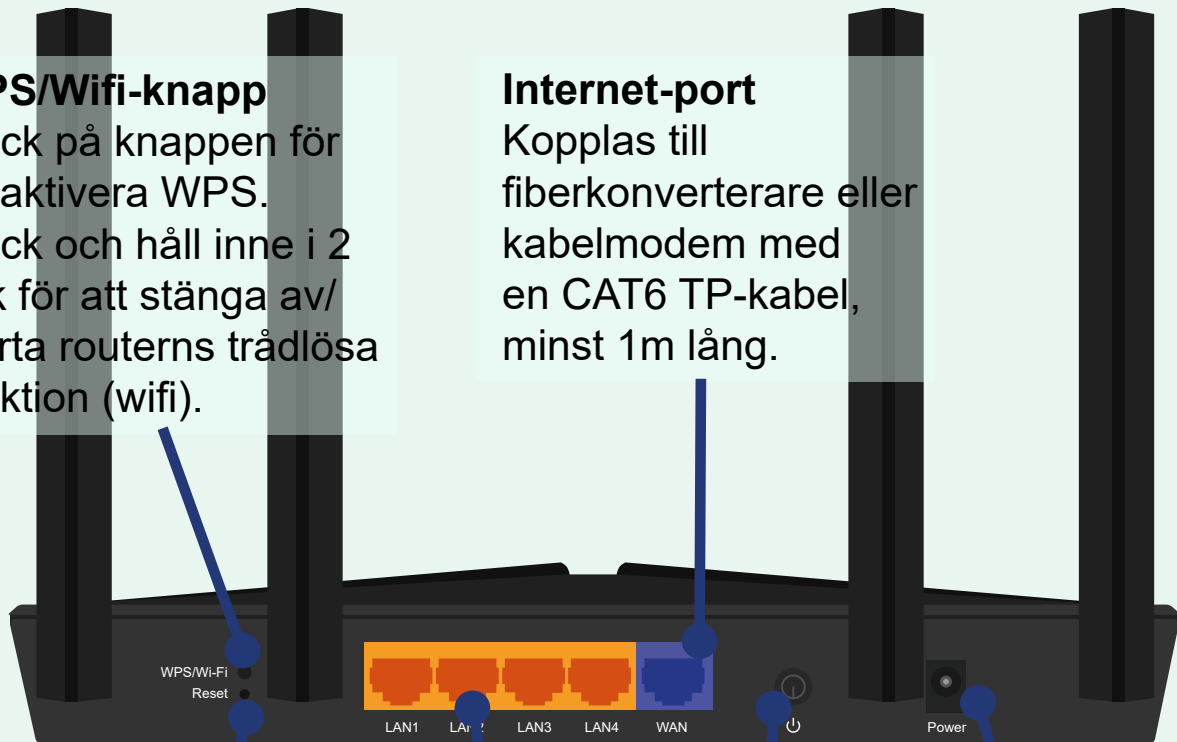 PS/Wifi-knapp
ck på knappen för
aktivera WPS.
ck och håll inne i 2
k för att stänga av/
rta routerns trådlösa
ktion (wifi).
Internet-port
Kopplas till
fiberkonverterare eller
kabelmodem med
en CAT6 TP-kabel,
minst 1m lång.
WPS/Wi-Fi
Reset
LAN1 LAN2 LAN3 LAN4 WAN
Power